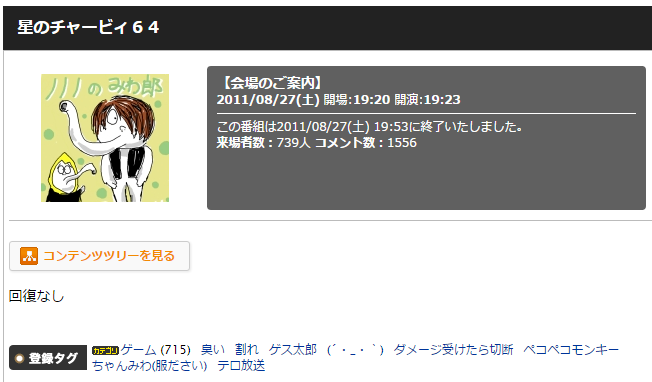 星のチャービィ６４
ノリノのみわ郎
【会場のご案内】
2011/08/27(土) 開場:19:20 開演:19:23
この番組は2011/08/27(土) 19:53に終了いたしました。
来場者数：739人 コメント数：1556
コンテンツツリーを見る
回復なし
登録タグ カテゴリ ゲーム (715) 臭い 割れ ゲス太郎 (´・_・｀) ダメージ受けたら切断 ペコペコモンキー
ちゃんみわ(服ださい) テロ放送